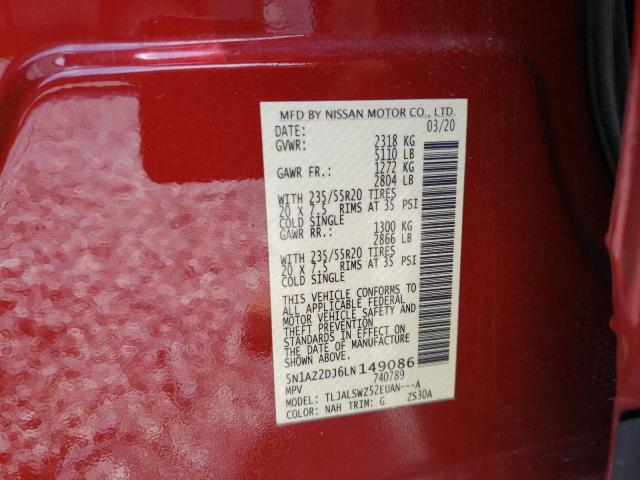 MFD BY NISSAN MOTOR CO., LTD.
DATE: 03/20
GVWR: 2318 KG
5110 LB
GAWR FR.: 1272 KG
2804 LB
WITH 235/55R20 TIRES
20 X 7.5 RIMS AT 35 PSI
COLD SINGLE
GAWR RR.: 1300 KG
2866 LB
WITH 235/55R20 TIRES
20 X 7.5 RIMS AT 35 PSI
COLD SINGLE
THIS VEHICLE CONFORMS TO
ALL APPLICABLE FEDERAL
MOTOR VEHICLE SAFETY AND
THEFT PREVENTION
STANDARDS IN EFFECT ON
THE DATE OF MANUFACTURE
SHOWN ABOVE.
5N1AZ2DJ6LN149086
MPV 740789
MODEL: TLJALSWZ52EUAN---A
COLOR: NAH TRIM: G ZS30A